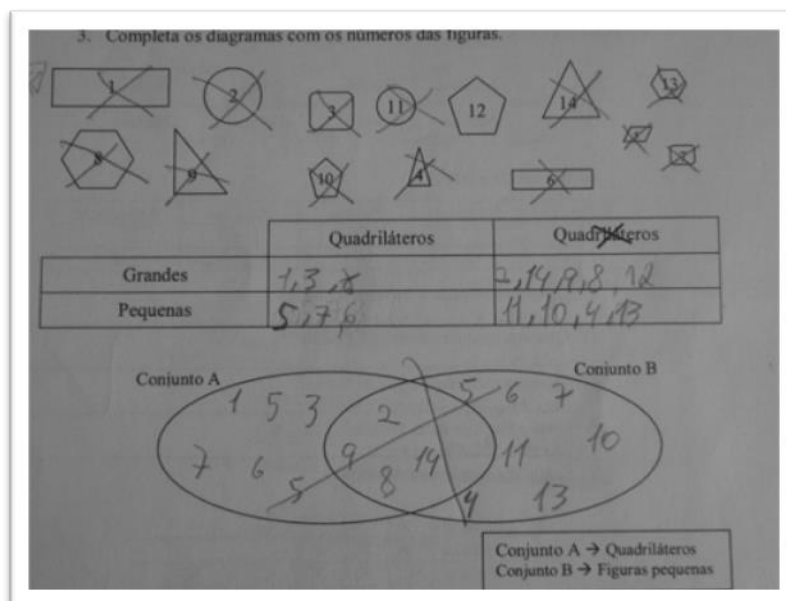 3. Completa os diagramas com os números das figuras.
1 2 3 11 12 14 13
8 9 10 4 6 7
Quadriláteros Quadriláteros
Grandes 1,3, 2,14,9,8,12
Pequenas 5,7,6 11,10,4,13
Conjunto A Conjunto B
1 5 3 2 5 6 7
7 6 5 9 8 14 4 11 13 10
Conjunto A → Quadriláteros
Conjunto B → Figuras pequenas